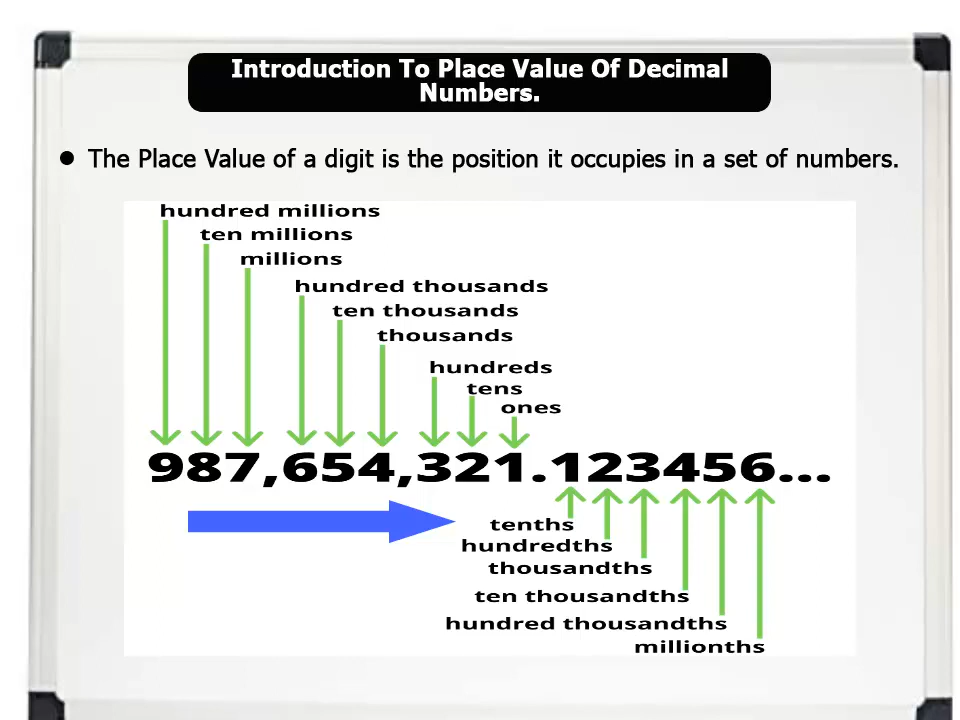 Introduction To Place Value Of Decimal
Numbers.
● The Place Value of a digit is the position it occupies in a set of numbers.
hundred millions
ten millions
millions
hundred thousands
ten thousands
thousands
hundreds
tens
ones
987,654,321.123456...
tenths
hundredths
thousandths
ten thousandths
hundred thousandths
millionths